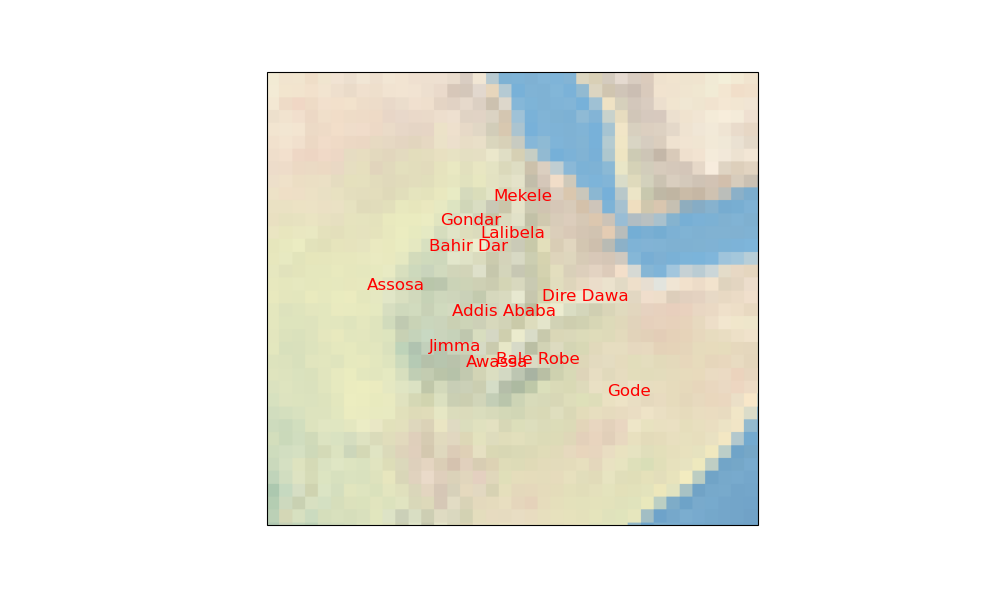 Mekele
Gondar
Lalibela
Bahir Dar
Assosa
Dire Dawa
Addis Ababa
Jimma
Bale Robe
Awassa
Gode